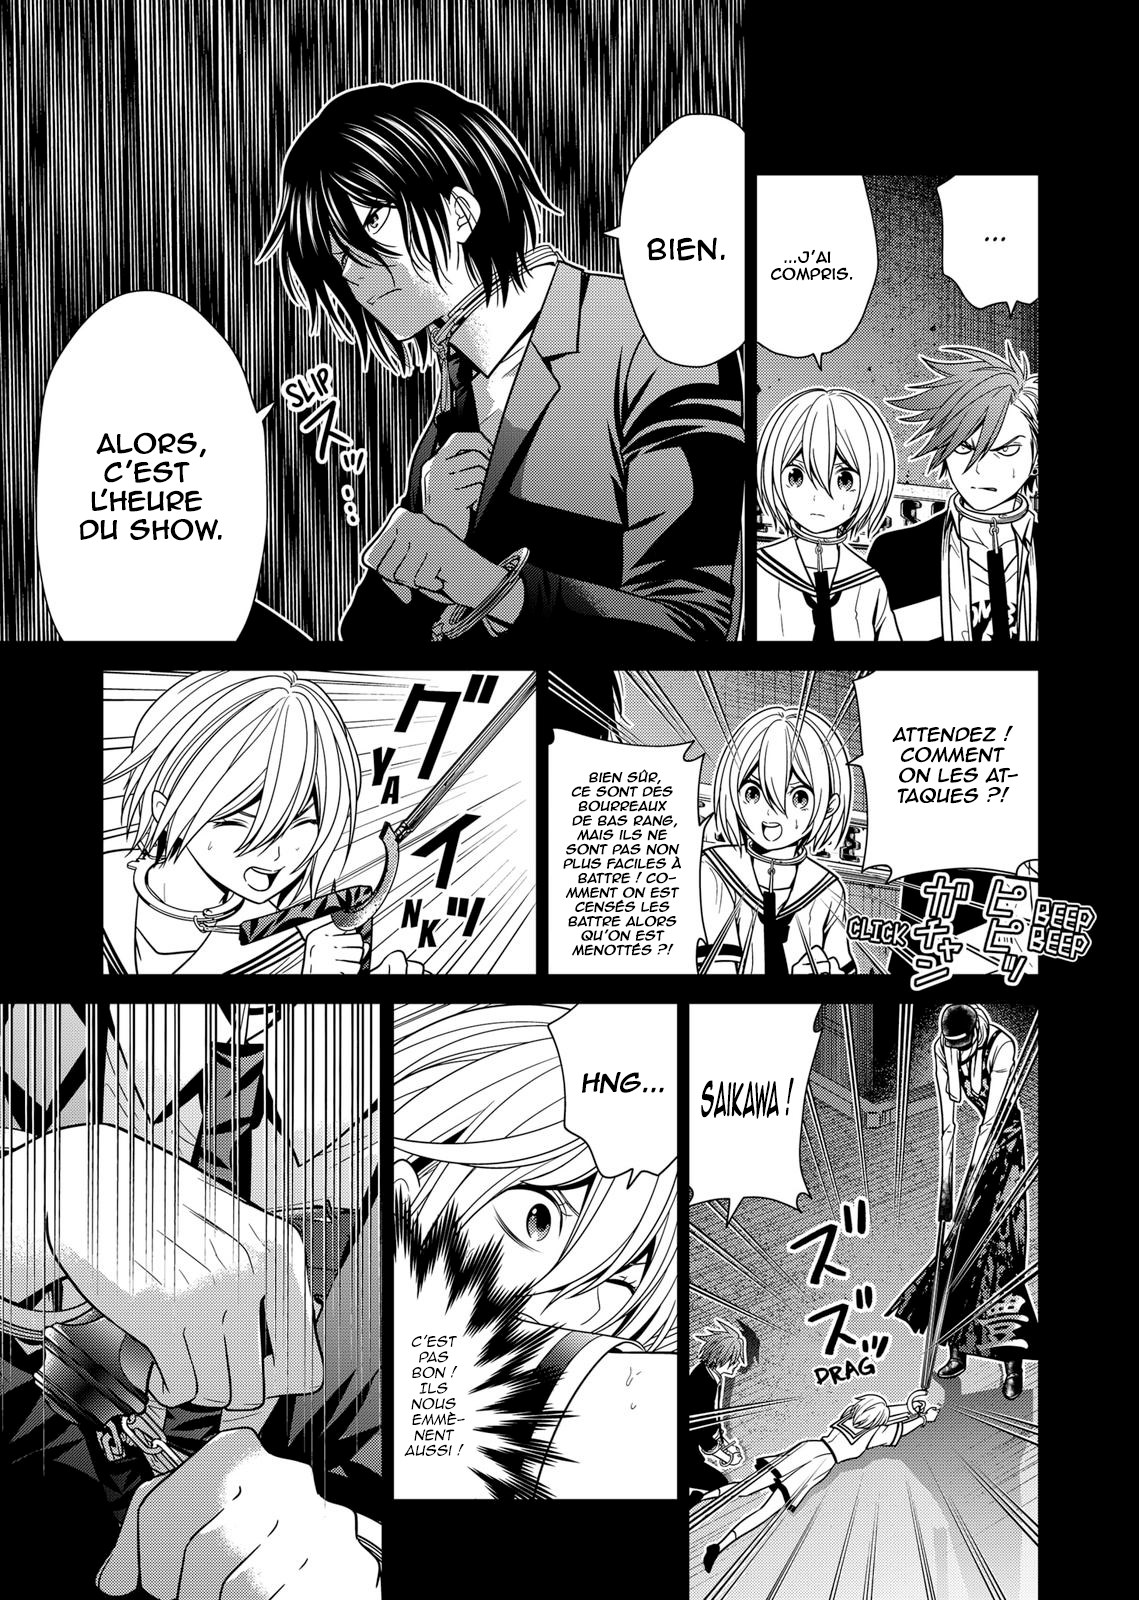 ...
...J'AI
COMPRIS.
BIEN.
SLIP
スッ...
ALORS,
C'EST
L'HEURE
DU SHOW.
ATTENDEZ !
COMMENT
ON LES AT-
TAQUES ?!
BEEP
BEEP
ピピッ
CLICK
ガチャン
BIEN SÛR,
CE SONT DES
BOURREAUX
DE BAS RANG,
MAIS ILS NE
SONT PAS NON
PLUS FACILES À
BATTRE ! CO-
MMENT ON EST
CENSÉS LES
BATTRE ALORS
QU'ON EST
MENOTTÉS ?!
グイッ
YA
NK
SAIKAWA !
ズズッ
DRAG
豊
HNG...
C'EST
PAS
BON !
ILS
NOUS
EMMÈ-
NENT
AUSSI !